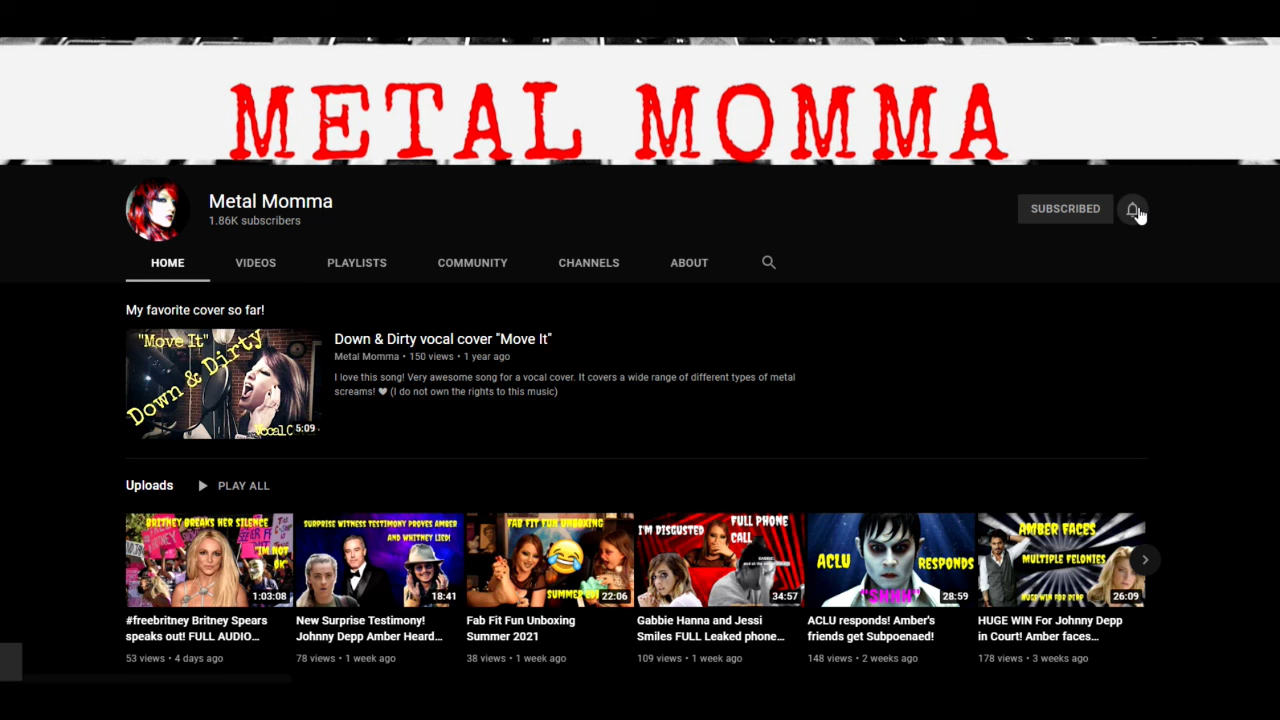 METAL MOMMA
Metal Momma
1.86K subscribers
SUBSCRIBED
HOME VIDEOS PLAYLISTS COMMUNITY CHANNELS ABOUT
My favorite cover so far!
"Move It"
Down & Dirty
Vocal C
5:09
Down & Dirty vocal cover "Move It"
Metal Momma • 150 views • 1 year ago
I love this song! Very awesome song for a vocal cover. It covers a wide range of different types of metal
screams! ❤ (I do not own the rights to this music)
Uploads PLAY ALL
BRITNEY BREAKS HER SILENCE
"I'M NOT
OK"
1:03:08
#freebritney Britney Spears
speaks out! FULL AUDIO...
53 views • 4 days ago
SURPRISE WITNESS TESTIMONY PROVES AMBER
AND WHITNEY LIED!
18:41
New Surprise Testimony!
Johnny Depp Amber Heard...
78 views • 1 week ago
FAB FIT FUN UNBOXING
SUMMER
22:06
Fab Fit Fun Unboxing
Summer 2021
38 views • 1 week ago
I'M DISGUSTED
FULL PHONE
CALL
34:57
Gabbie Hanna and Jessi
Smiles FULL Leaked phone...
109 views • 1 week ago
ACLU
RESPONDS
"SHHH"
28:59
ACLU responds! Amber's
friends get Subpoenaed!
148 views • 2 weeks ago
AMBER FACES
MULTIPLE FELONIES
HUGE WIN FOR DEPP
26:09
HUGE WIN For Johnny Depp
in Court! Amber faces...
178 views • 3 weeks ago